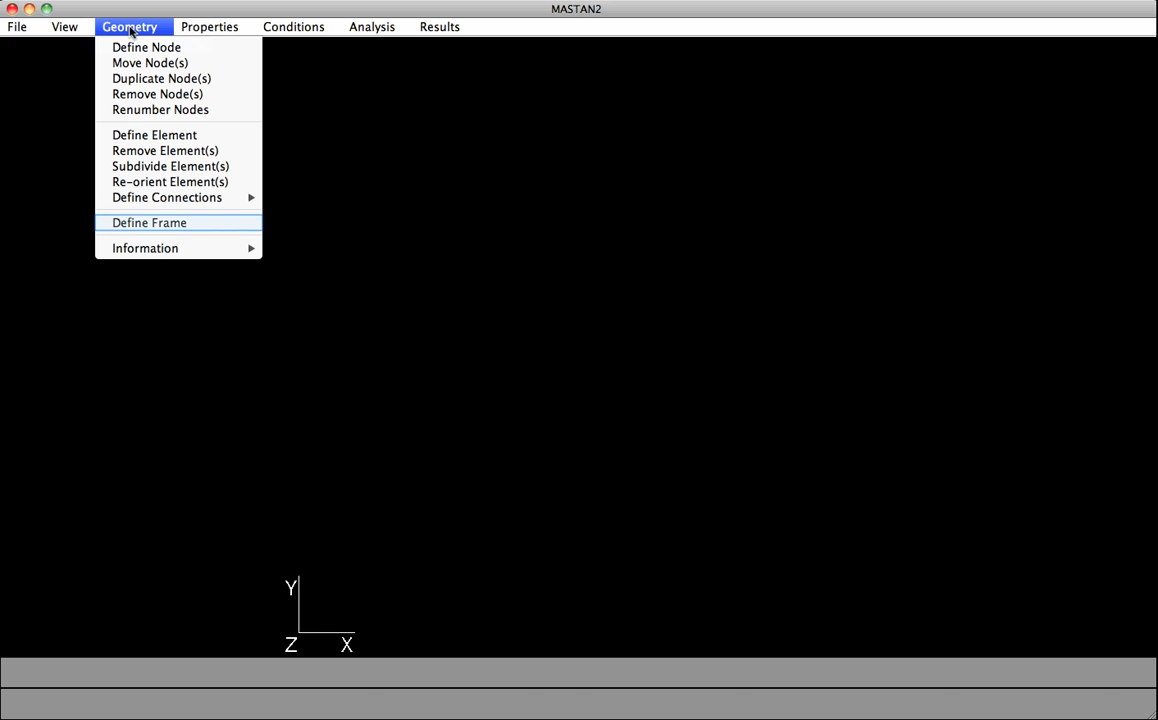 MASTAN2
File View Geometry Properties Conditions Analysis Results
Define Node
Move Node(s)
Duplicate Node(s)
Remove Node(s)
Renumber Nodes
Define Element
Remove Element(s)
Subdivide Element(s)
Re-orient Element(s)
Define Connections
Define Frame
Information
Y
Z X